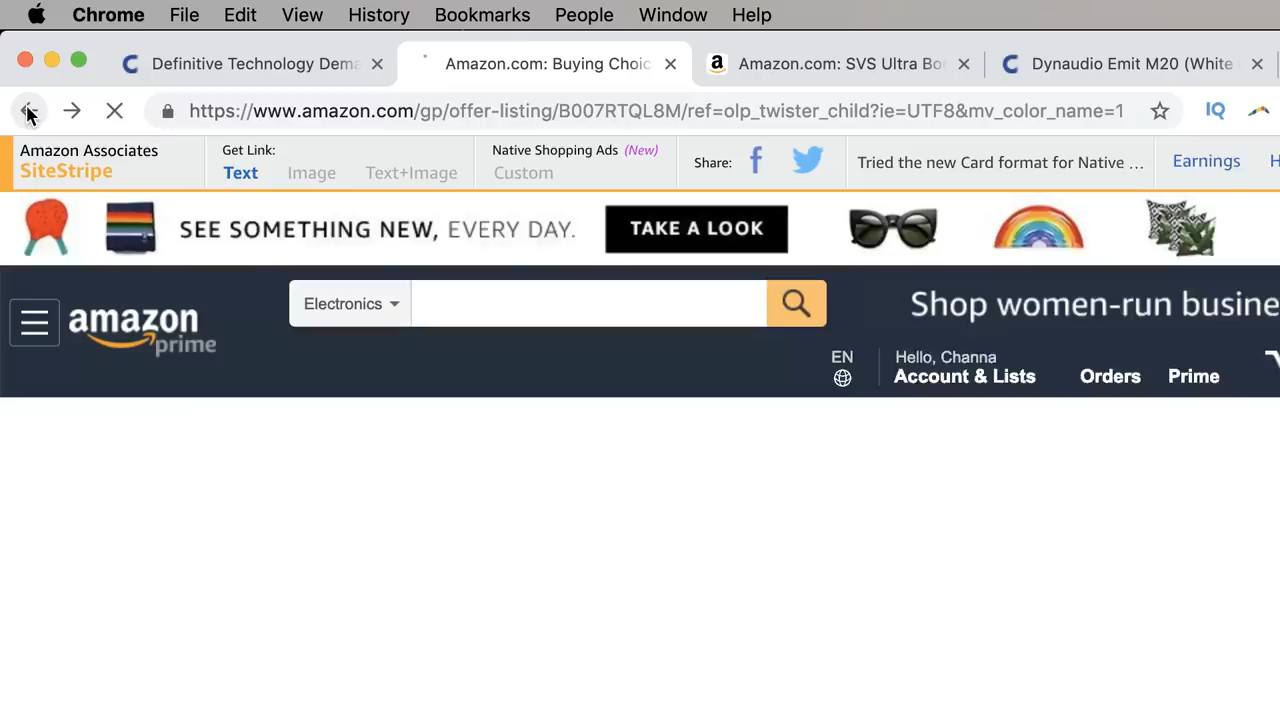 Chrome File Edit View History Bookmarks People Window Help
Definitive Technology Dema Amazon.com: Buying Choic Amazon.com: SVS Ultra Boo Dynaudio Emit M20 (White
https://www.amazon.com/gp/offer-listing/B007RTQL8M/ref=olp_twister_child?ie=UTF8&mv_color_name=1 IQ
Amazon Associates Get Link: Native Shopping Ads (New) Share: Tried the new Card format for Native ... Earnings H
SiteStripe Text Image Text+Image Custom
SEE SOMETHING NEW, EVERY DAY. TAKE A LOOK
Electronics Shop women-run busine
amazon prime
EN Hello, Channa
Account & Lists Orders Prime